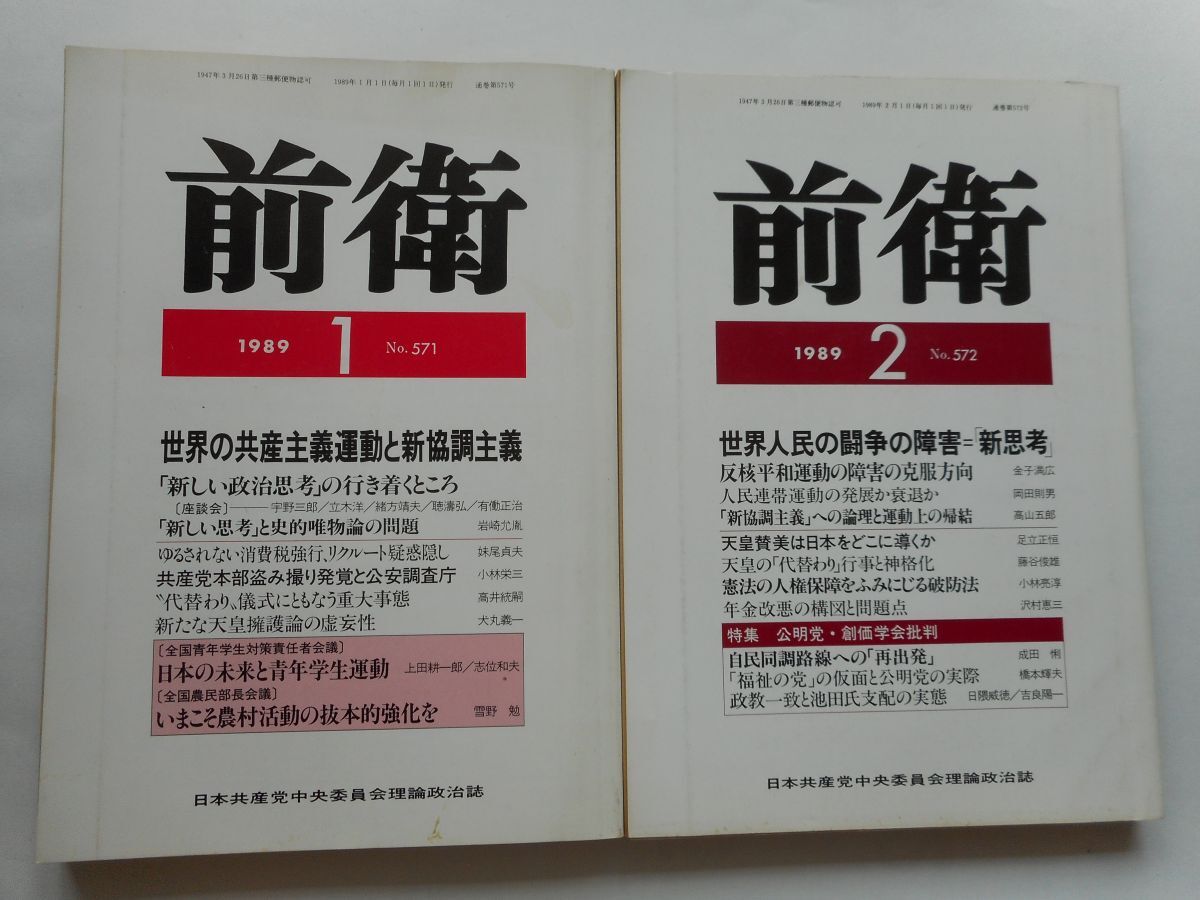 1947年3月26日第三種郵便物認可 1989年1月1日(毎月1回1日)発行 通巻第571号
前衛
1989 1 No. 571
世界の共産主義運動と新協調主義
「新しい政治思考」の行き着くところ
〔座談会〕———宇野三郎/立木洋/緒方靖夫/聴濤弘/有働正治
「新しい思考」と史的唯物論の問題 岩崎允胤
ゆるされない消費税強行、リクルート疑惑隠し 妹尾貞夫
共産党本部盗み撮り発覚と公安調査庁 小林栄三
〝代替わり〟儀式にともなう重大事態 高井統嗣
新たな天皇擁護論の虚妄性 犬丸義一
〔全国青年学生対策責任者会議〕
日本の未来と青年学生運動 上田耕一郎/志位和夫
〔全国農民部長会議〕
いまこそ農村活動の抜本的強化を 雪野 勉
日本共産党中央委員会理論政治誌
1947年3月26日第三種郵便物認可 1989年2月1日(毎月1回1日)発行 通巻第572号
前衛
1989 2 No. 572
世界人民の闘争の障害=「新思考」
反核平和運動の障害の克服方向 金子満広
人民連帯運動の発展か衰退か 岡田則男
「新協調主義」への論理と運動上の帰結 高山五郎
天皇賛美は日本をどこに導くか 足立正恒
天皇の「代替わり」行事と神格化 藤谷俊雄
憲法の人権保障をふみにじる破防法 小林亮淳
年金改悪の構図と問題点 沢村恵三
特集 公明党・創価学会批判
自民同調路線への「再出発」 成田 悧
「福祉の党」の仮面と公明党の実際 橋本輝夫
政教一致と池田氏支配の実態 日隈威徳/吉良陽一
日本共産党中央委員会理論政治誌